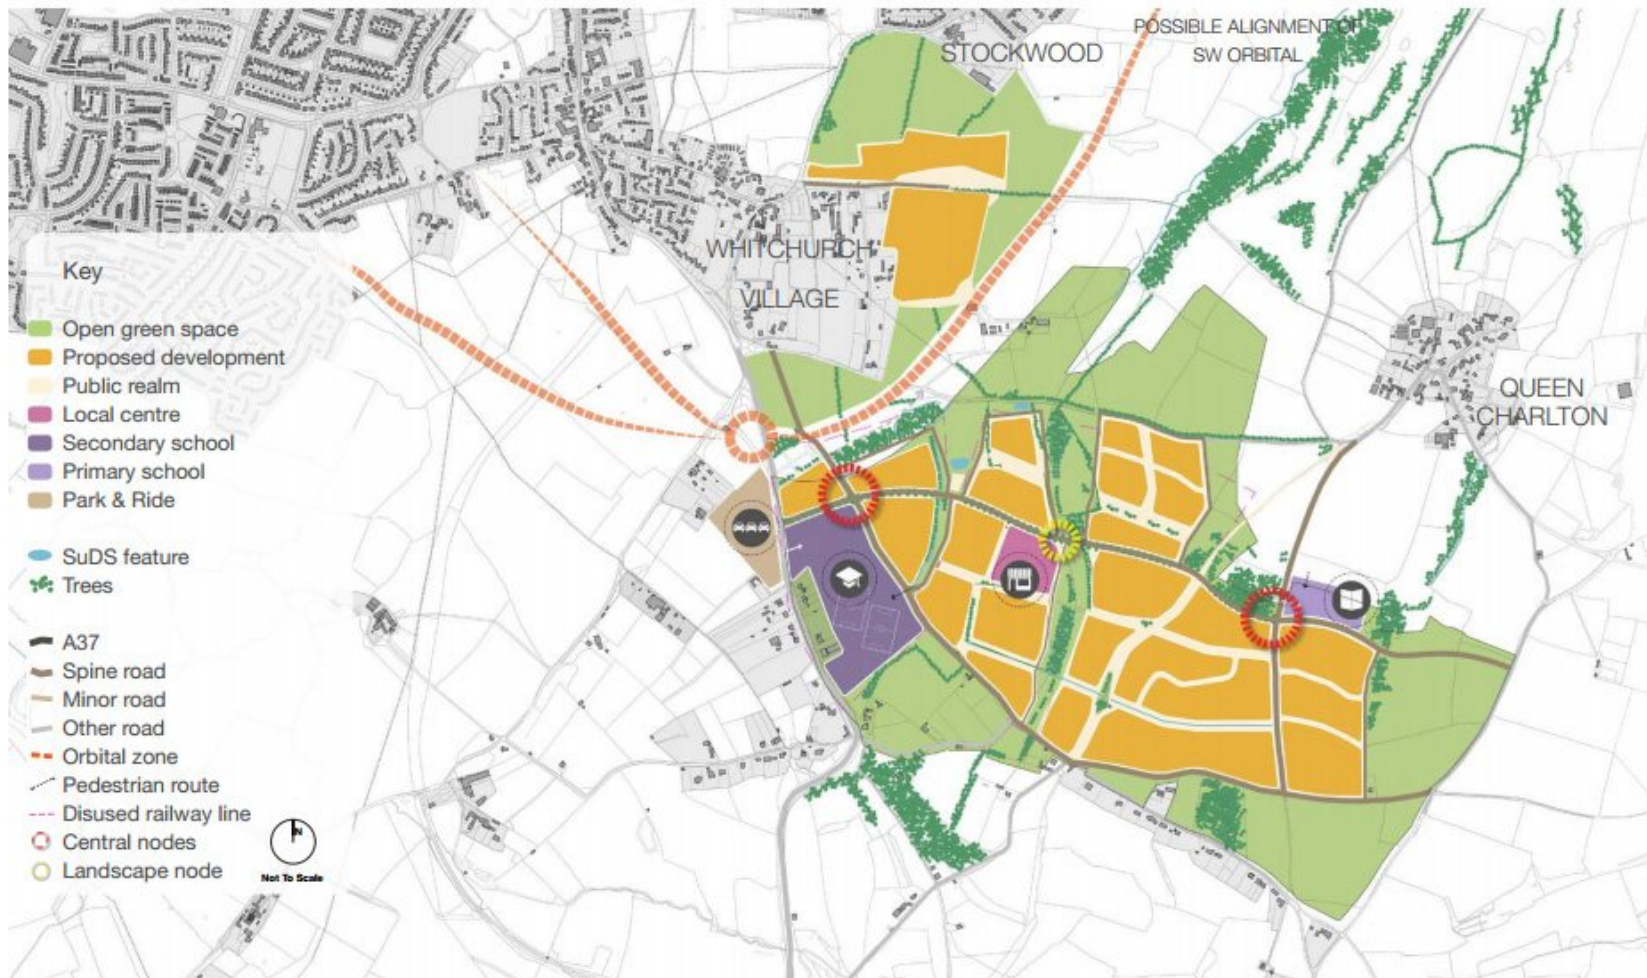 STOCKWOOD
POSSIBLE ALIGNMENT OF
SW ORBITAL
WHITCHURCH
VILLAGE
QUEEN
CHARLTON
Key
Open green space
Proposed development
Public realm
Local centre
Secondary school
Primary school
Park & Ride
SuDS feature
Trees
A37
Spine road
Minor road
Other road
Orbital zone
Pedestrian route
Disused railway line
Central nodes
Landscape node
N
Not To Scale